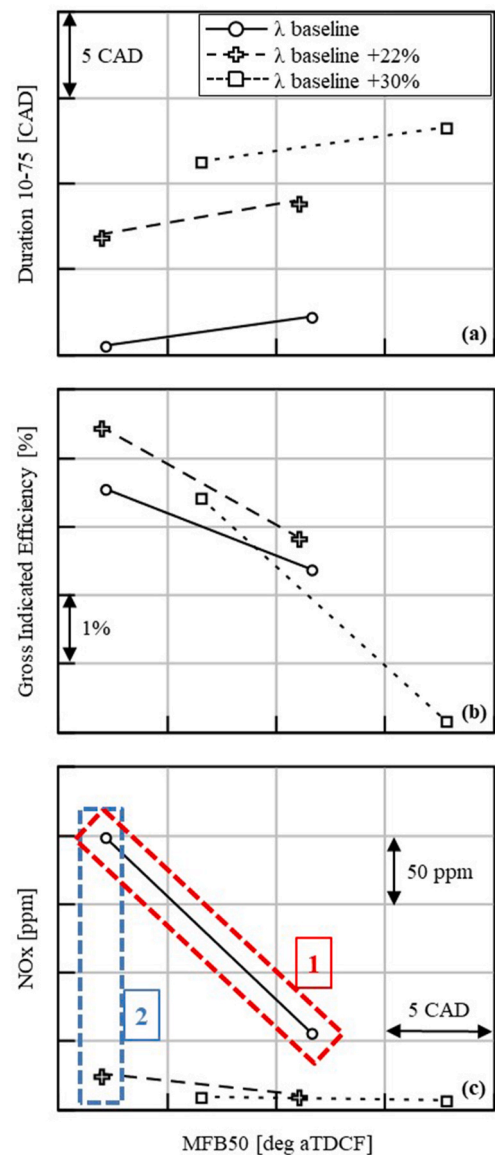 λ baseline
λ baseline +22%
λ baseline +30%
5 CAD
Duration 10-75 [CAD]
(a)
Gross Indicated Efficiency [%]
1%
(b)
NOx [ppm]
50 ppm
1
2
5 CAD
(c)
MFB50 [deg aTDCF]